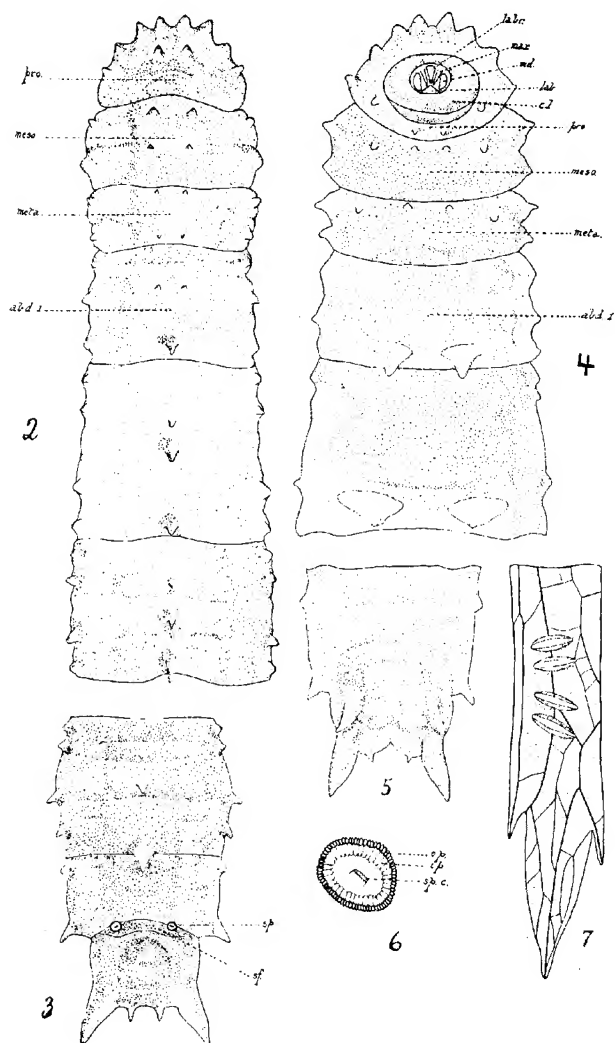 pro.
meso
meta
abd 1
2
labr.
max
md.
lab
pro
meso
meta.
abd 1
4
sp
sf.
3
5
o.p.
sp. c.
6
7